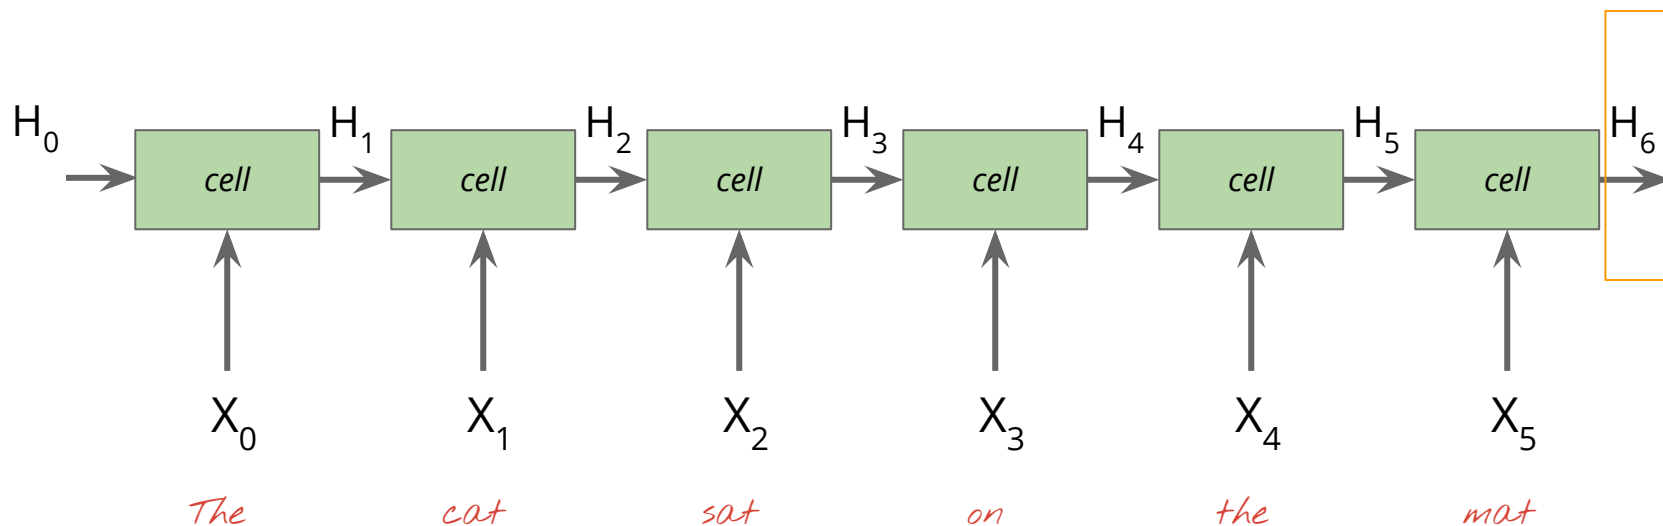 H₀ H₁ H₂ H₃ H₄ H₅ H₆
cell cell cell cell cell cell
X₀ X₁ X₂ X₃ X₄ X₅
The cat sat on the mat